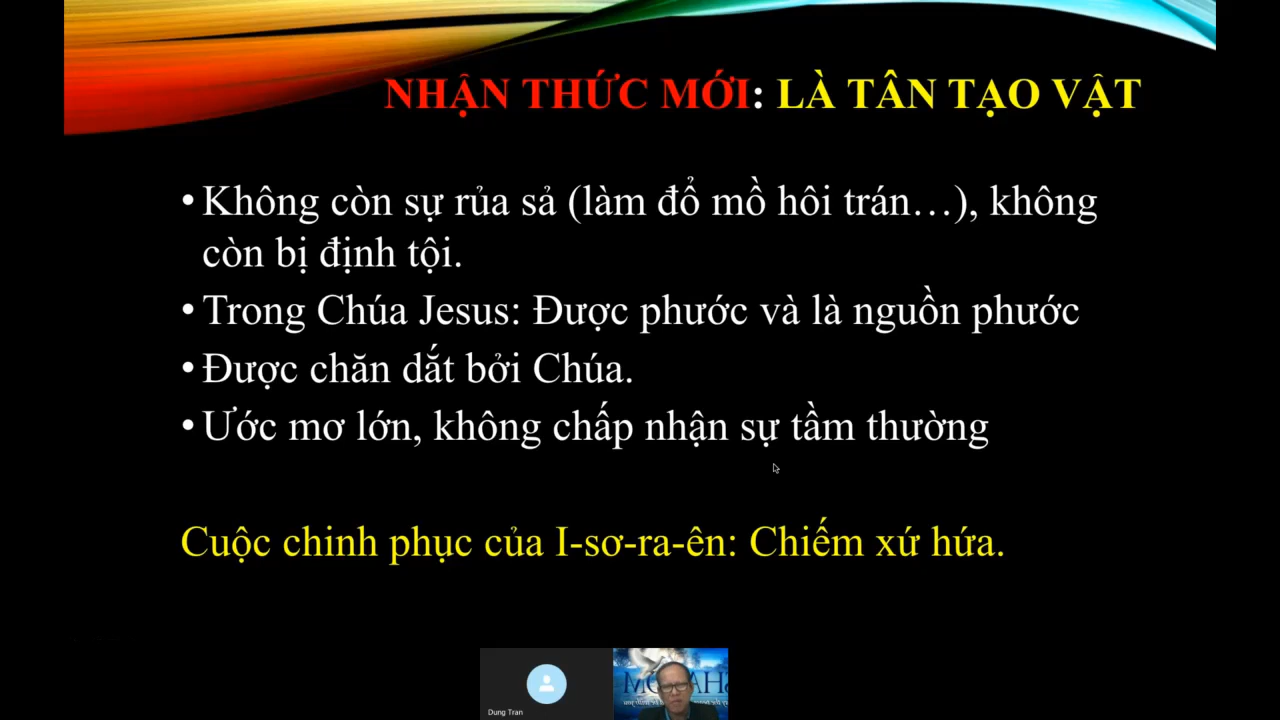 NHẬN THỨC MỚI: LÀ TÂN TẠO VẬT
• Không còn sự rủa sả (làm đổ mồ hôi trán…), không
còn bị định tội.
• Trong Chúa Jesus: Được phước và là nguồn phước
• Được chăn dắt bởi Chúa.
• Ước mơ lớn, không chấp nhận sự tầm thường
Cuộc chinh phục của I-sơ-ra-ên: Chiếm xứ hứa.
Dung Tran